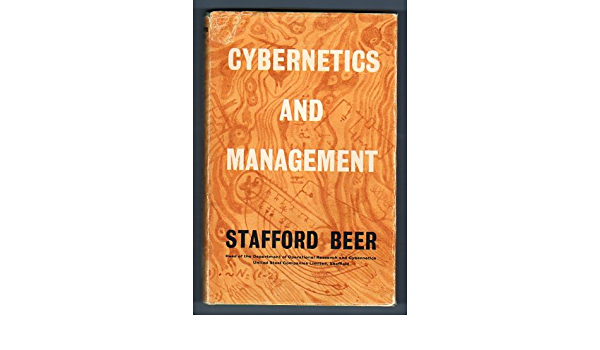 CYBERNETICS
AND
MANAGEMENT
STAFFORD BEER
Head of the Department of Operational Research and Cybernetics
United Steel Companies Limited, Sheffield